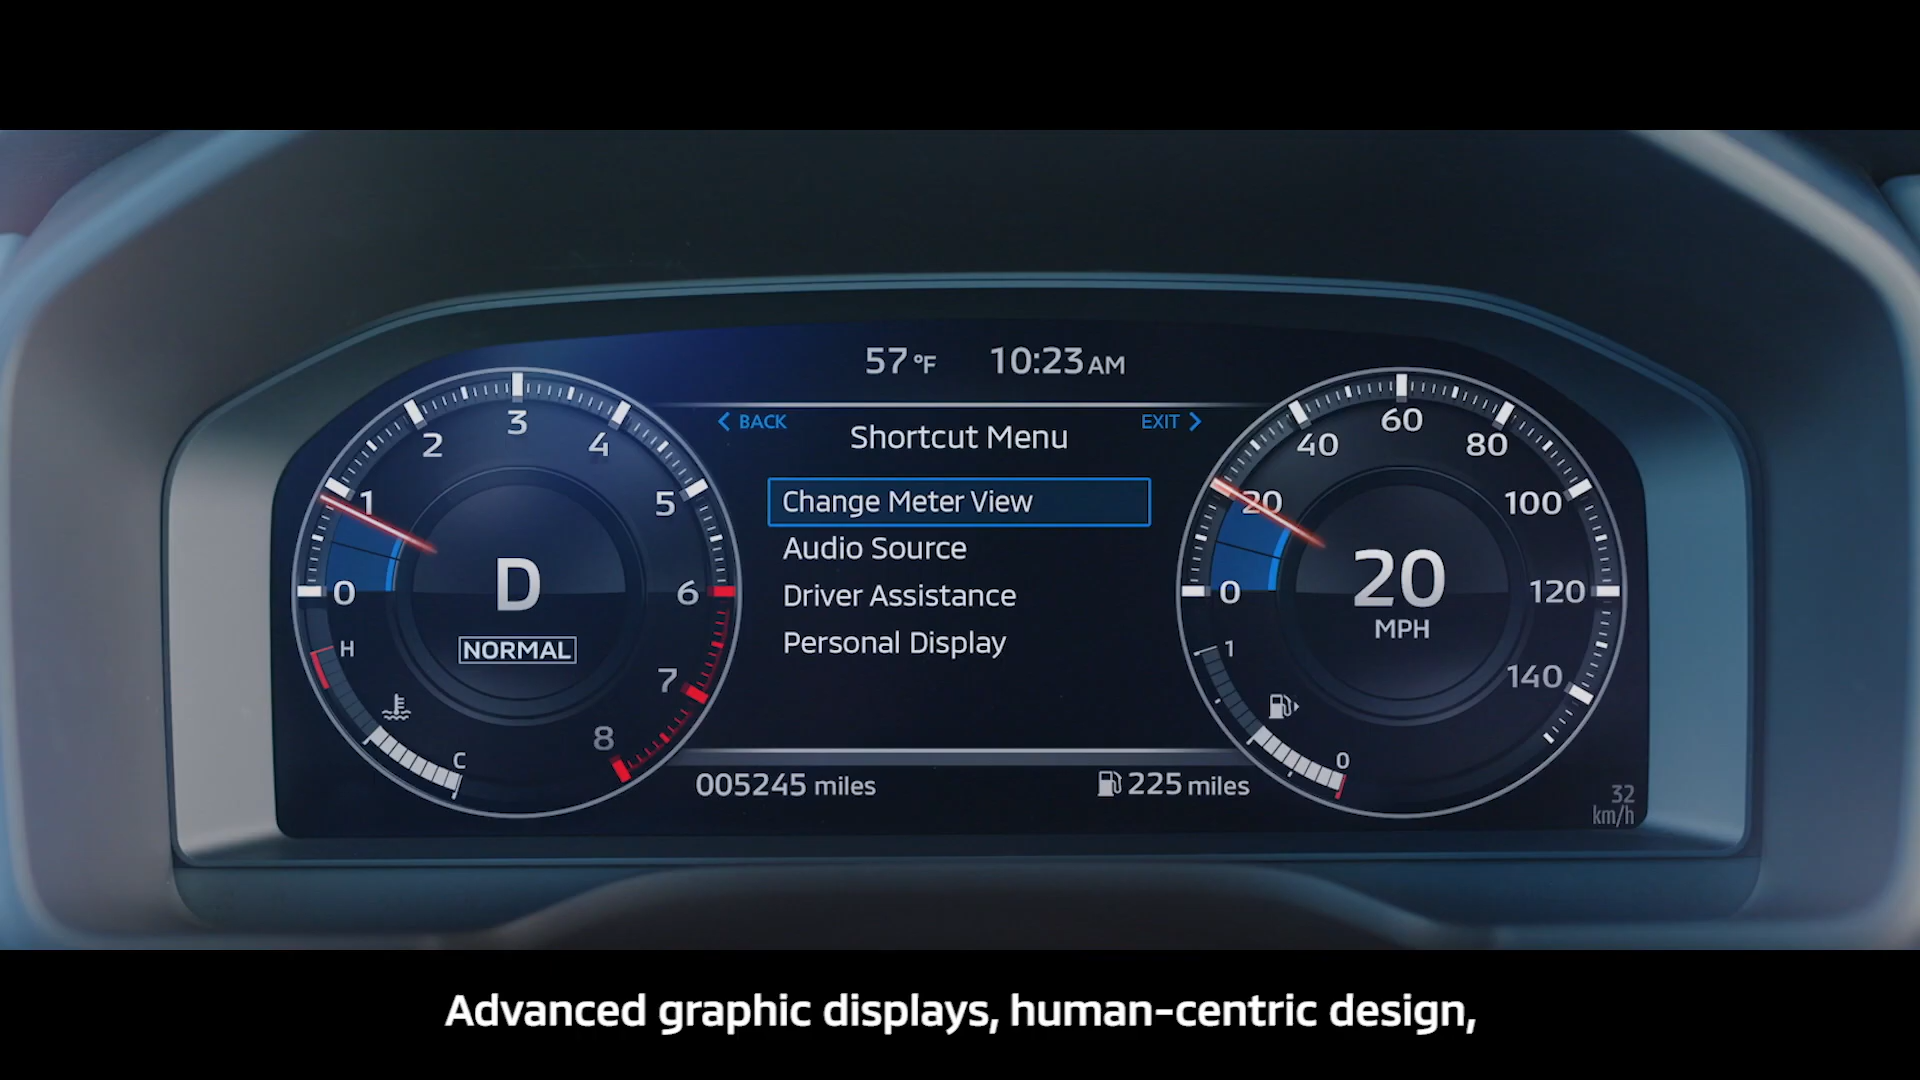 57 °F 10:23 AM
BACK
EXIT
Shortcut Menu
Change Meter View
Audio Source
Driver Assistance
Personal Display
0
1
2
3
4
5
6
7
8
D
NORMAL
H
C
0
20
40
60
80
100
120
140
20
MPH
1
0
005245 miles
225 miles
32
km/h
Advanced graphic displays, human-centric design,